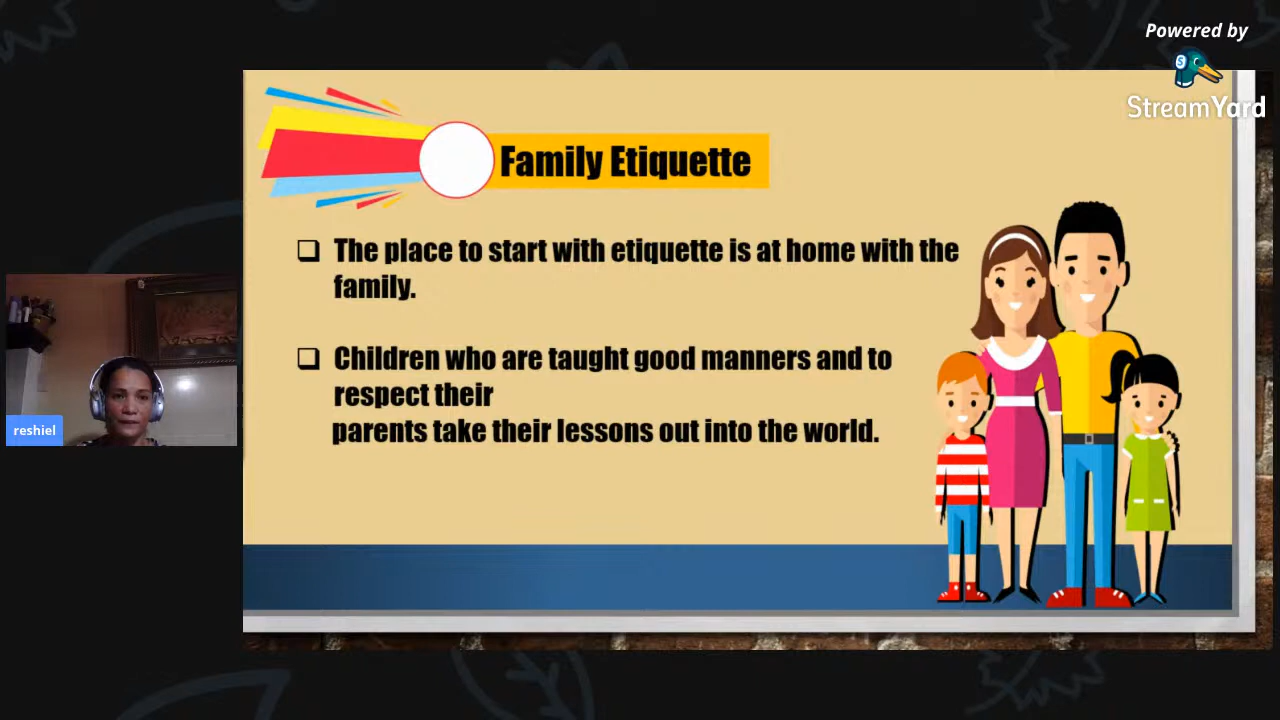 Powered by
StreamYard
Family Etiquette
The place to start with etiquette is at home with the
family.
Children who are taught good manners and to
respect their
parents take their lessons out into the world.
reshiel